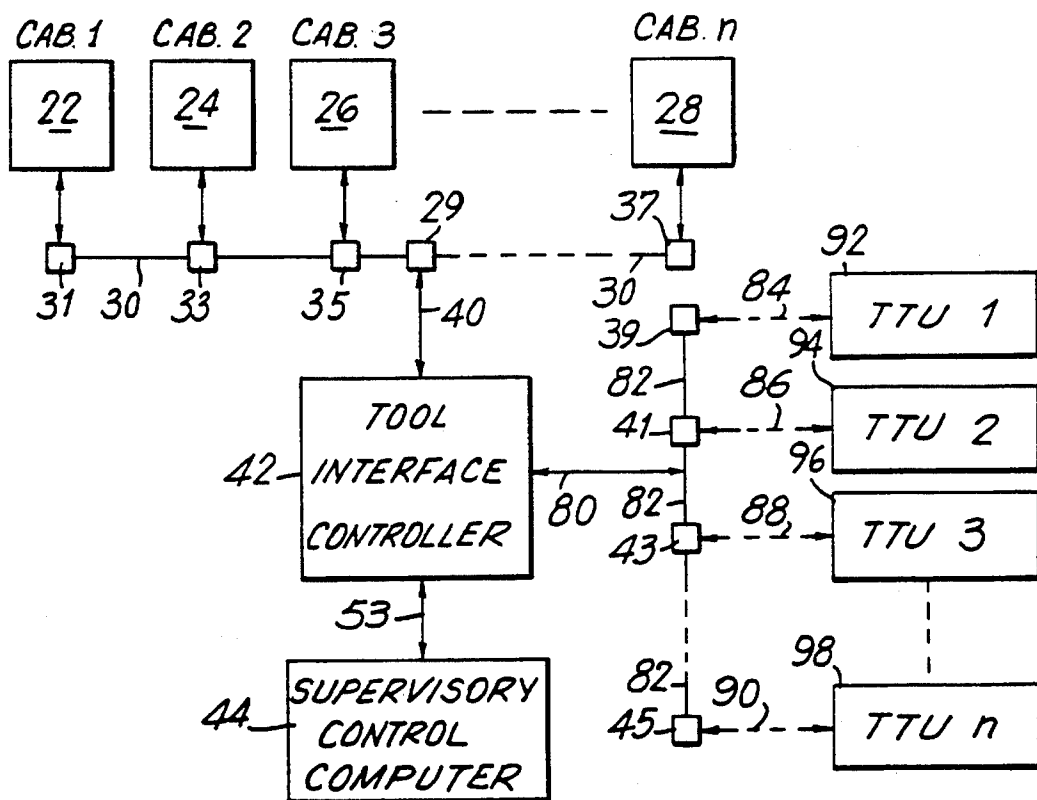 CAB. 1 CAB. 2 CAB. 3 CAB. n
22 24 26 28
29 37
31 30 33 35 40 30
92
84 TTU 1
39
94
82 86 TTU 2
41
96
TOOL
42 INTERFACE
CONTROLLER
80 82 88 TTU 3
43
53
98
82 90 TTU n
45
44 SUPERVISORY
CONTROL
COMPUTER